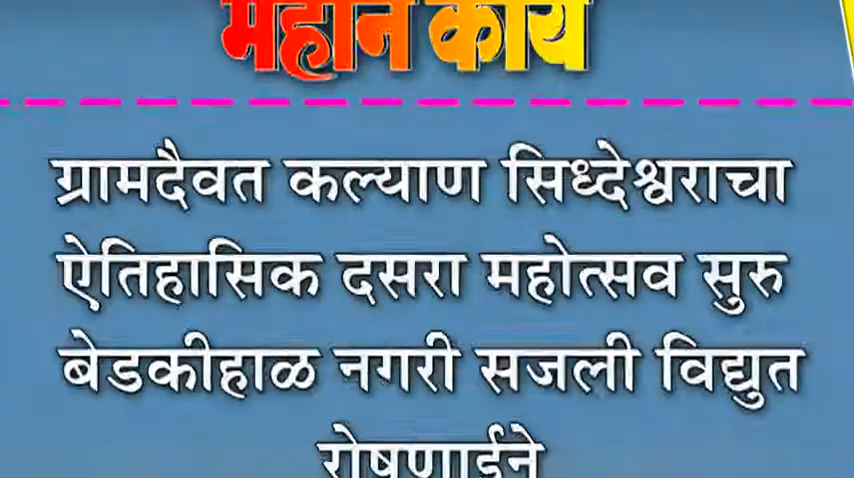 महान कार्य
ग्रामदैवत कल्याण सिध्देश्वराचा
ऐतिहासिक दसरा महोत्सव सुरु
बेडकीहाळ नगरी सजली विद्युत
रोषणाईने